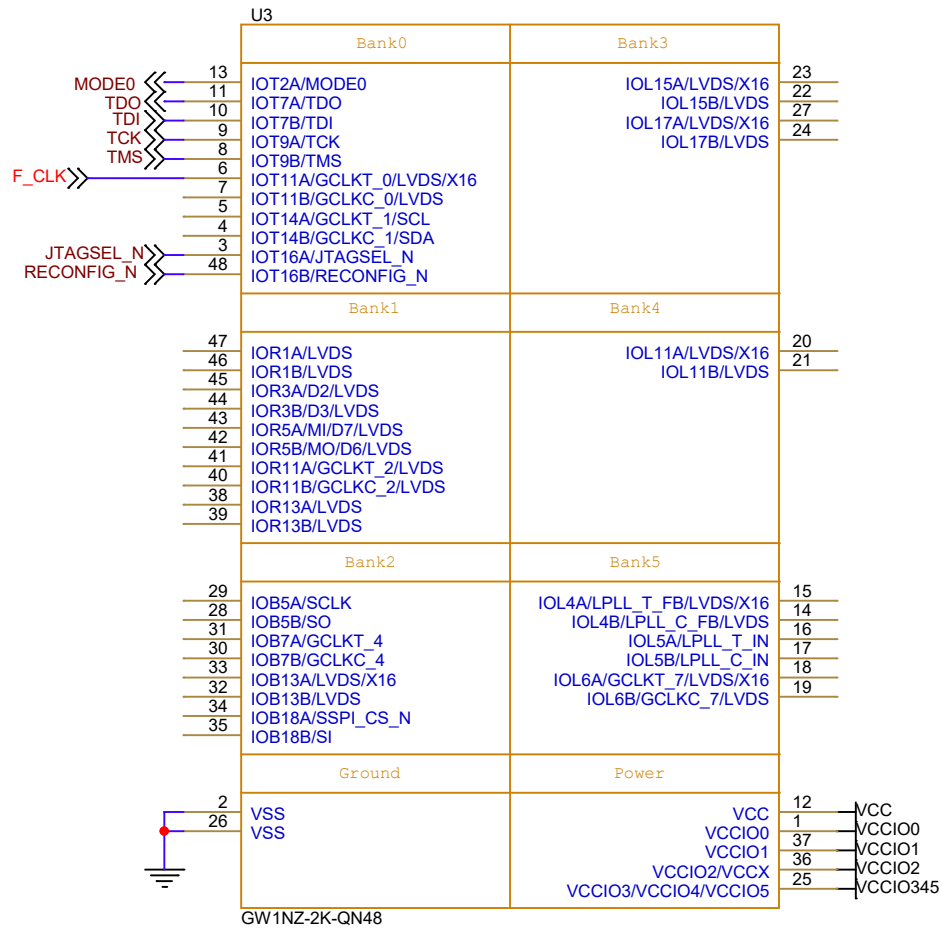 U3
Bank0
Bank3
MODE0 13 IOT2A/MODE0
TDO 11 IOT7A/TDO
TDI 10 IOT7B/TDI
TCK 9 IOT9A/TCK
TMS 8 IOT9B/TMS
F_CLK 6 IOT11A/GCLKT_0/LVDS/X16
7 IOT11B/GCLKC_0/LVDS
5 IOT14A/GCLKT_1/SCL
4 IOT14B/GCLKC_1/SDA
JTAGSEL_N 3 IOT16A/JTAGSEL_N
RECONFIG_N 48 IOT16B/RECONFIG_N
IOL15A/LVDS/X16 23
IOL15B/LVDS 22
IOL17A/LVDS/X16 27
IOL17B/LVDS 24
Bank1
Bank4
47 IOR1A/LVDS
46 IOR1B/LVDS
45 IOR3A/D2/LVDS
44 IOR3B/D3/LVDS
43 IOR5A/MI/D7/LVDS
42 IOR5B/MO/D6/LVDS
41 IOR11A/GCLKT_2/LVDS
40 IOR11B/GCLKC_2/LVDS
38 IOR13A/LVDS
39 IOR13B/LVDS
IOL11A/LVDS/X16 20
IOL11B/LVDS 21
Bank2
Bank5
29 IOB5A/SCLK
28 IOB5B/SO
31 IOB7A/GCLKT_4
30 IOB7B/GCLKC_4
33 IOB13A/LVDS/X16
32 IOB13B/LVDS
34 IOB18A/SSPI_CS_N
35 IOB18B/SI
IOL4A/LPLL_T_FB/LVDS/X16 15
IOL4B/LPLL_C_FB/LVDS 14
IOL5A/LPLL_T_IN 16
IOL5B/LPLL_C_IN 17
IOL6A/GCLKT_7/LVDS/X16 18
IOL6B/GCLKC_7/LVDS 19
Ground
Power
2 VSS
26 VSS
VCC 12 VCC
VCCIO0 1 VCCIO0
VCCIO1 37 VCCIO1
VCCIO2/VCCX 36 VCCIO2
VCCIO3/VCCIO4/VCCIO5 25 VCCIO345
GW1NZ-2K-QN48